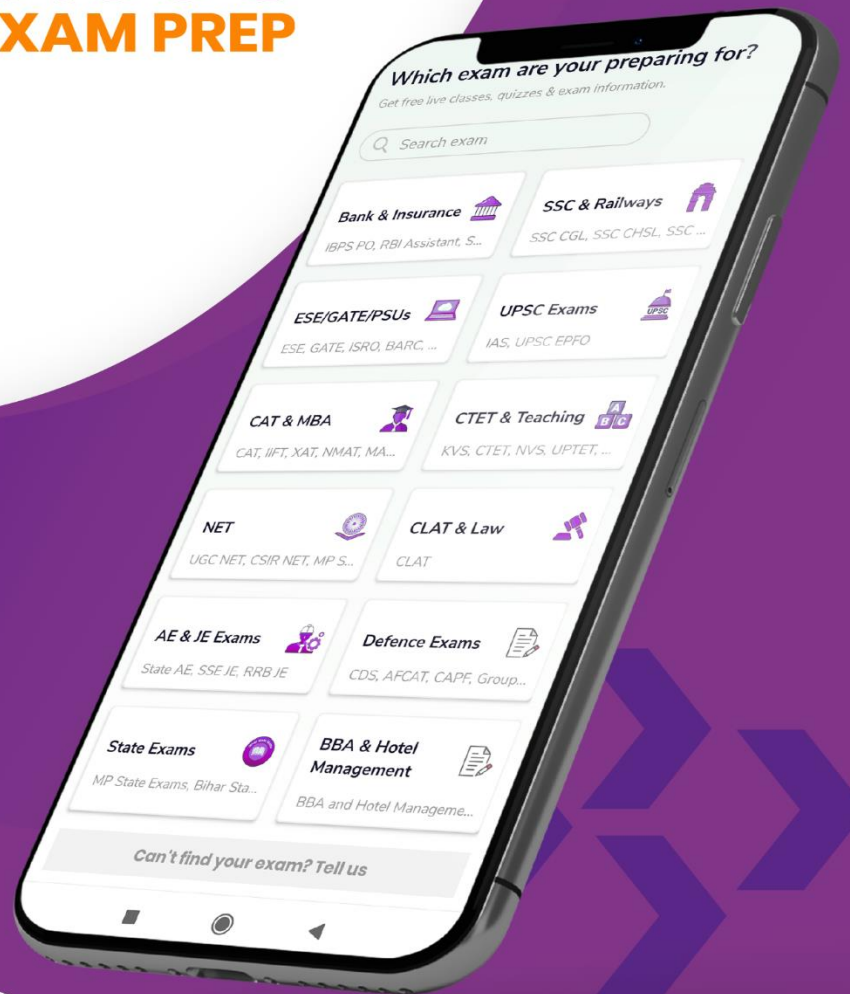 XAM PREP
Which exam are your preparing for?
Get free live classes, quizzes & exam information.
Search exam
Bank & Insurance
IBPS PO, RBI Assistant, S...
SSC & Railways
SSC CGL, SSC CHSL, SSC ...
ESE/GATE/PSUs
ESE, GATE, ISRO, BARC, ...
UPSC Exams
UPSC
IAS, UPSC EPFO
CAT & MBA
CAT, IIFT, XAT, NMAT, MA...
CTET & Teaching
A
B C
KVS, CTET, NVS, UPTET, ...
NET
UGC NET, CSIR NET, MP S...
CLAT & Law
CLAT
AE & JE Exams
State AE, SSE JE, RRB JE
Defence Exams
CDS, AFCAT, CAPF, Group...
State Exams
MP State Exams, Bihar Sta...
BBA & Hotel
Management
BBA and Hotel Manageme...
Can't find your exam? Tell us